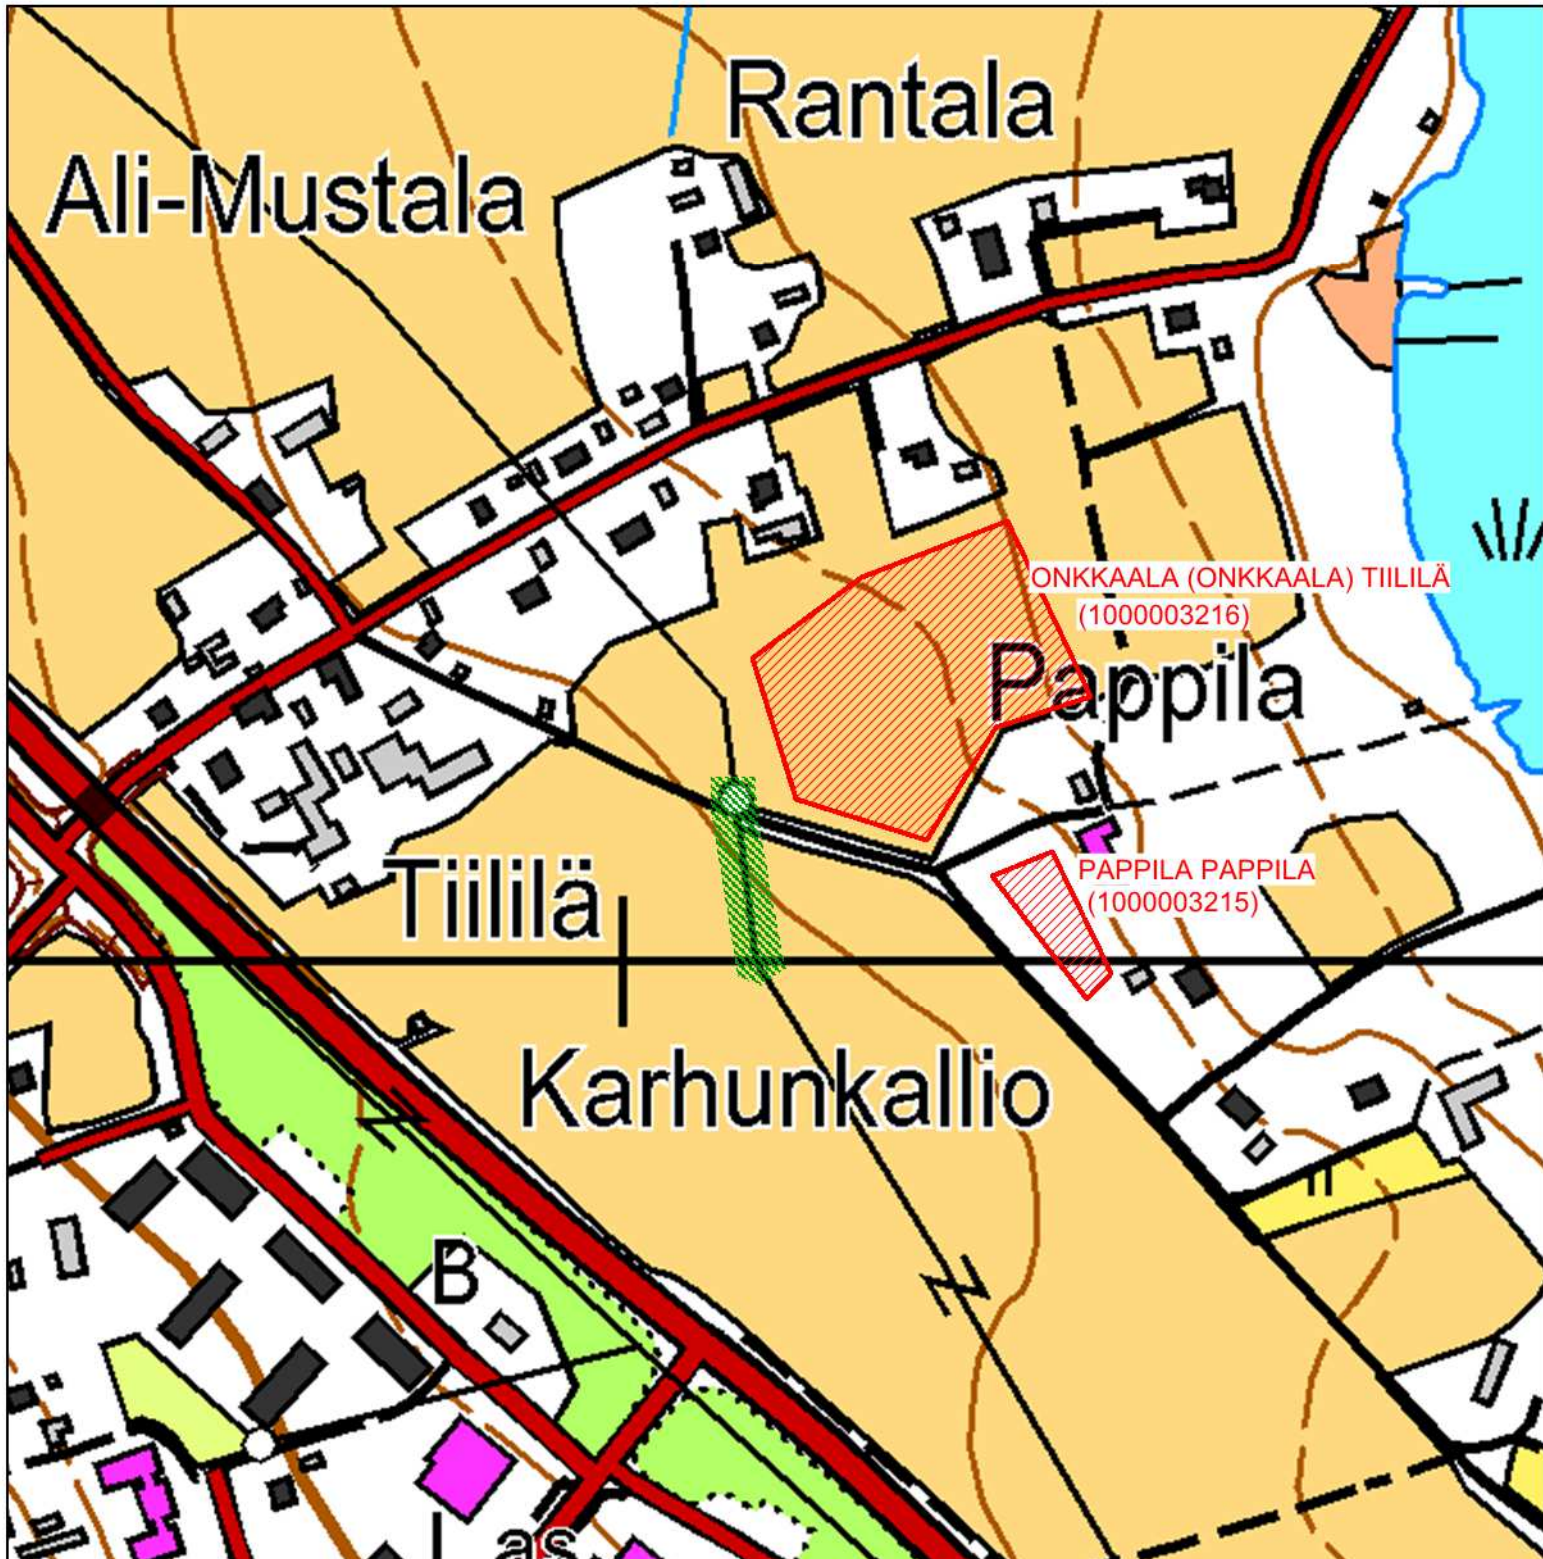 Rantala
Ali-Mustala
ONKKAALA (ONKKAALA) TIILILÄ
(1000003216)
Pappila
PAPPILA PAPPILA
(1000003215)
Tiililä
Karhunkallio
B